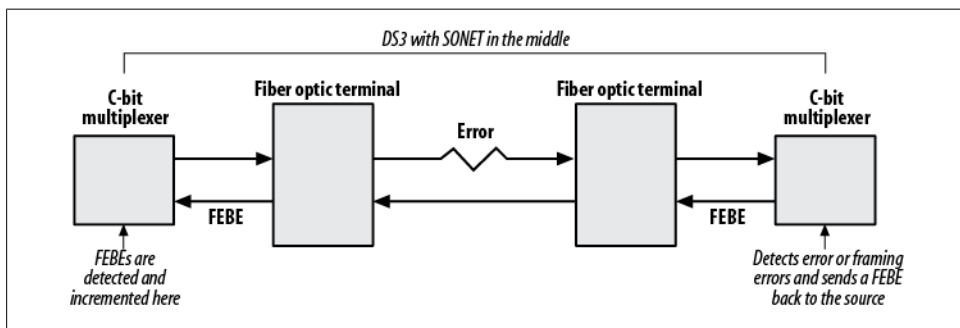 DS3 with SONET in the middle
C-bit
multiplexer
Fiber optic terminal
Error
Fiber optic terminal
C-bit
multiplexer
FEBE
FEBE
FEBEs are
detected and
incremented here
Detects error or framing
errors and sends a FEBE
back to the source